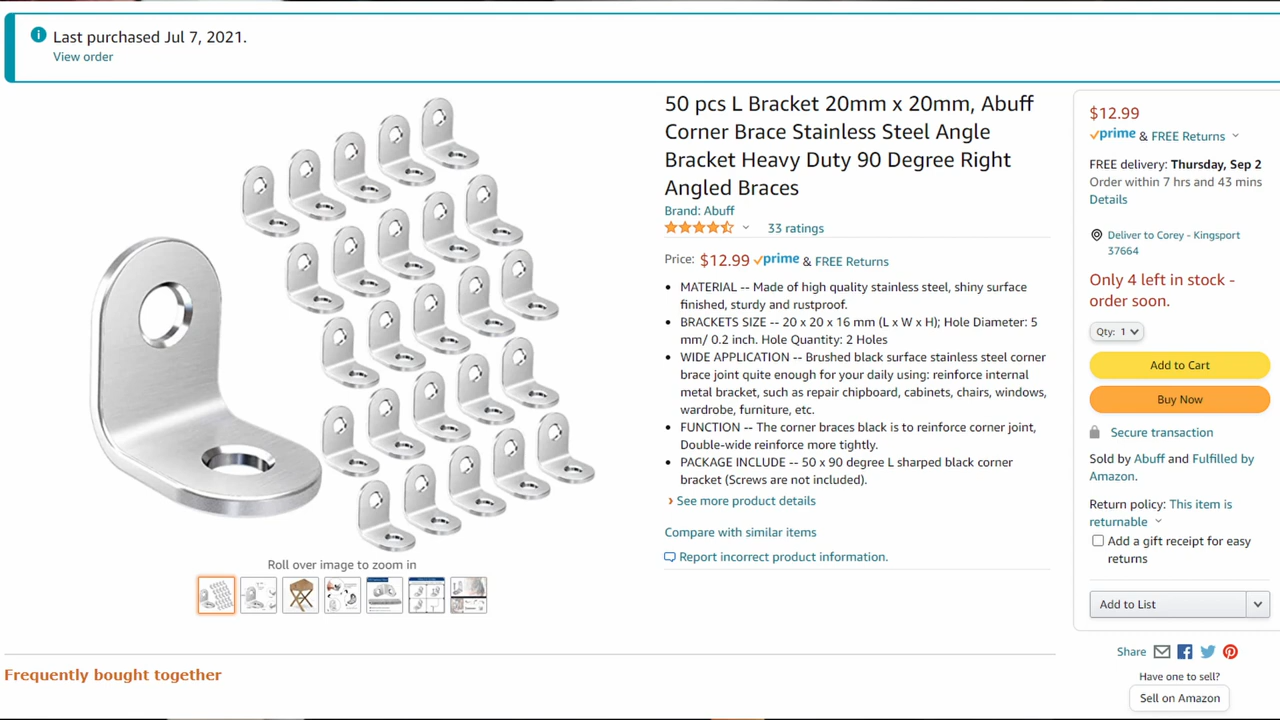 Last purchased Jul 7, 2021.
View order
50 pcs L Bracket 20mm x 20mm, Abuff
Corner Brace Stainless Steel Angle
Bracket Heavy Duty 90 Degree Right
Angled Braces
Brand: Abuff
33 ratings
Price: $12.99 prime & FREE Returns
MATERIAL -- Made of high quality stainless steel, shiny surface
finished, sturdy and rustproof.
BRACKETS SIZE -- 20 x 20 x 16 mm (L x W x H); Hole Diameter: 5
mm/ 0.2 inch. Hole Quantity: 2 Holes
WIDE APPLICATION -- Brushed black surface stainless steel corner
brace joint quite enough for your daily using: reinforce internal
metal bracket, such as repair chipboard, cabinets, chairs, windows,
wardrobe, furniture, etc.
FUNCTION -- The corner braces black is to reinforce corner joint,
Double-wide reinforce more tightly.
PACKAGE INCLUDE -- 50 x 90 degree L sharped black corner
bracket (Screws are not included).
› See more product details
Compare with similar items
Report incorrect product information.
Roll over image to zoom in
Frequently bought together
$12.99
prime & FREE Returns
FREE delivery: Thursday, Sep 2
Order within 7 hrs and 43 mins
Details
Deliver to Corey - Kingsport
37664
Only 4 left in stock -
order soon.
Qty: 1
Add to Cart
Buy Now
Secure transaction
Sold by Abuff and Fulfilled by
Amazon.
Return policy: This item is
returnable
Add a gift receipt for easy
returns
Add to List
Share
Have one to sell?
Sell on Amazon